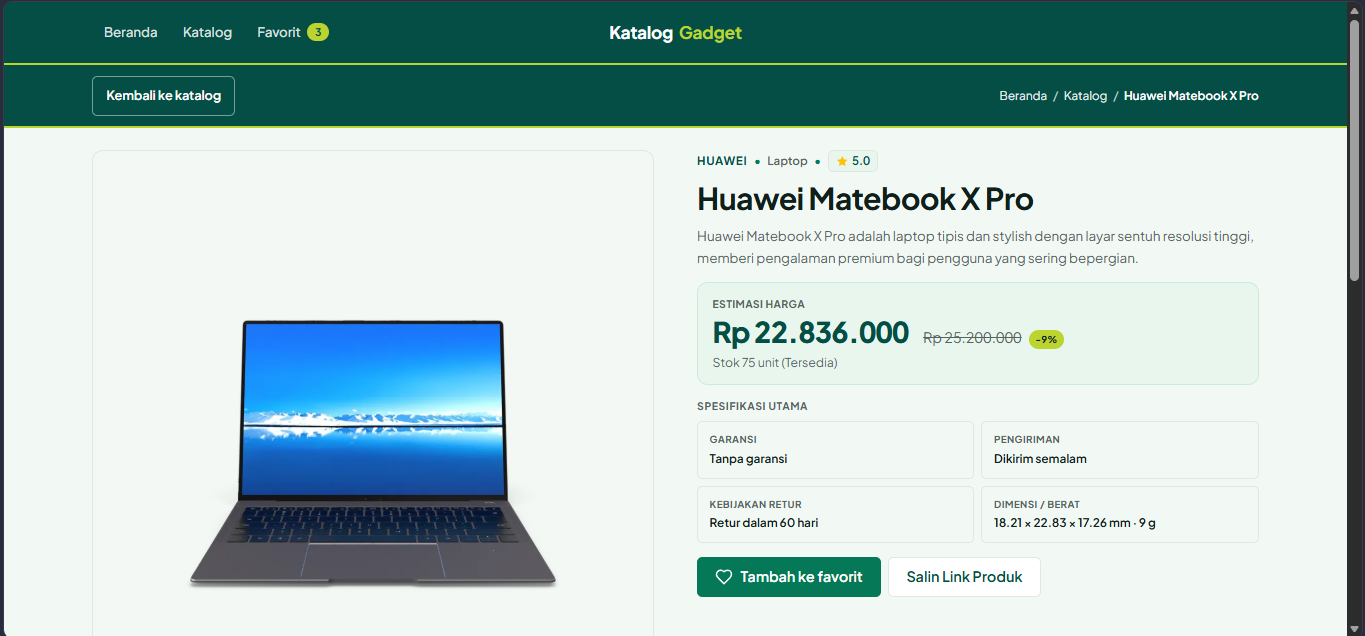 Beranda Katalog Favorit 3
Katalog Gadget
Kembali ke katalog
Beranda / Katalog / Huawei Matebook X Pro
HUAWEI • Laptop • ★ 5.0
Huawei Matebook X Pro
Huawei Matebook X Pro adalah laptop tipis dan stylish dengan layar sentuh resolusi tinggi,
memberi pengalaman premium bagi pengguna yang sering bepergian.
ESTIMASI HARGA
Rp 22.836.000 Rp 25.200.000 -9%
Stok 75 unit (Tersedia)
SPESIFIKASI UTAMA
GARANSI
Tanpa garansi
PENGIRIMAN
Dikirim semalam
KEBIJAKAN RETUR
Retur dalam 60 hari
DIMENSI / BERAT
18.21 × 22.83 × 17.26 mm · 9 g
Tambah ke favorit
Salin Link Produk